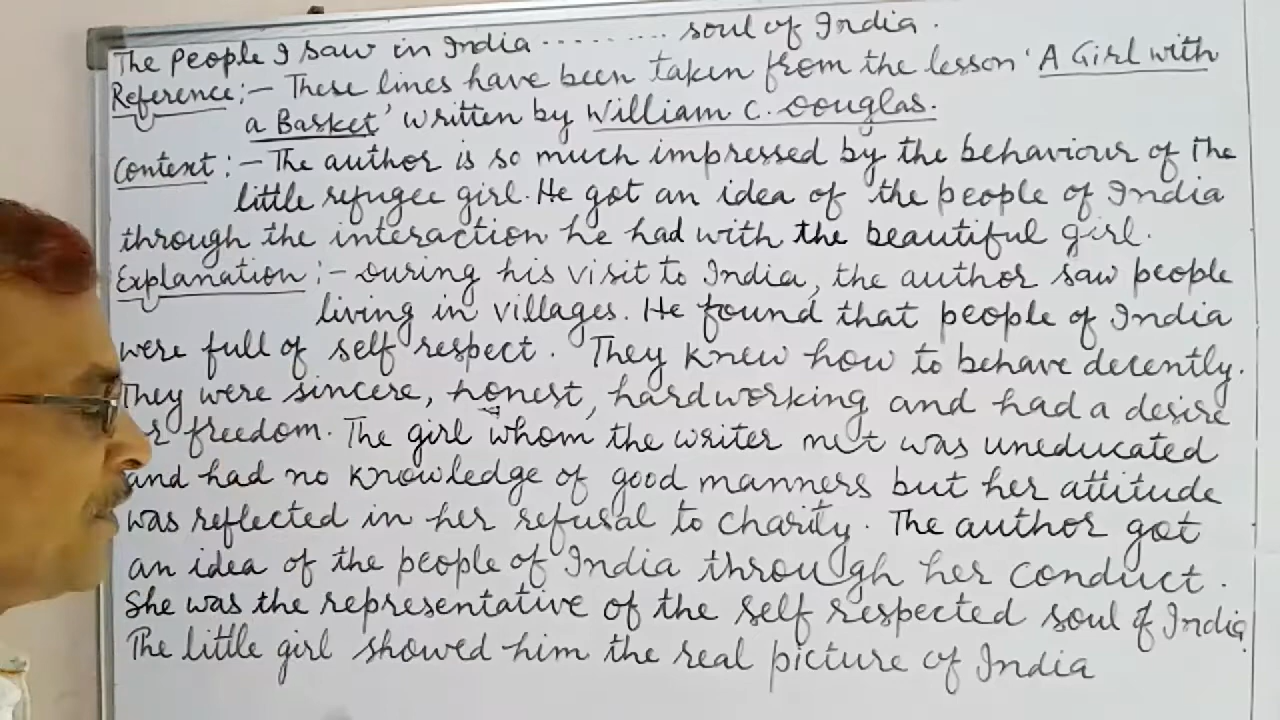 The people I saw in India .......... soul of India.
Reference:- These lines have been taken from the lesson 'A Girl with
a Basket' written by William C. Douglas.
Context:- The author is so much impressed by the behaviour of the
little refugee girl. He got an idea of the people of India
through the interaction he had with the beautiful girl.
Explanation:- During his visit to India, the author saw people
living in villages. He found that people of India
were full of self respect. They knew how to behave decently.
They were sincere, honest, hardworking and had a desire
freedom. The girl whom the writer met was uneducated
and had no knowledge of good manners but her attitude
was reflected in her refusal to charity. The author got
an idea of the people of India through her conduct.
She was the representative of the self respected soul of India.
The little girl showed him the real picture of India